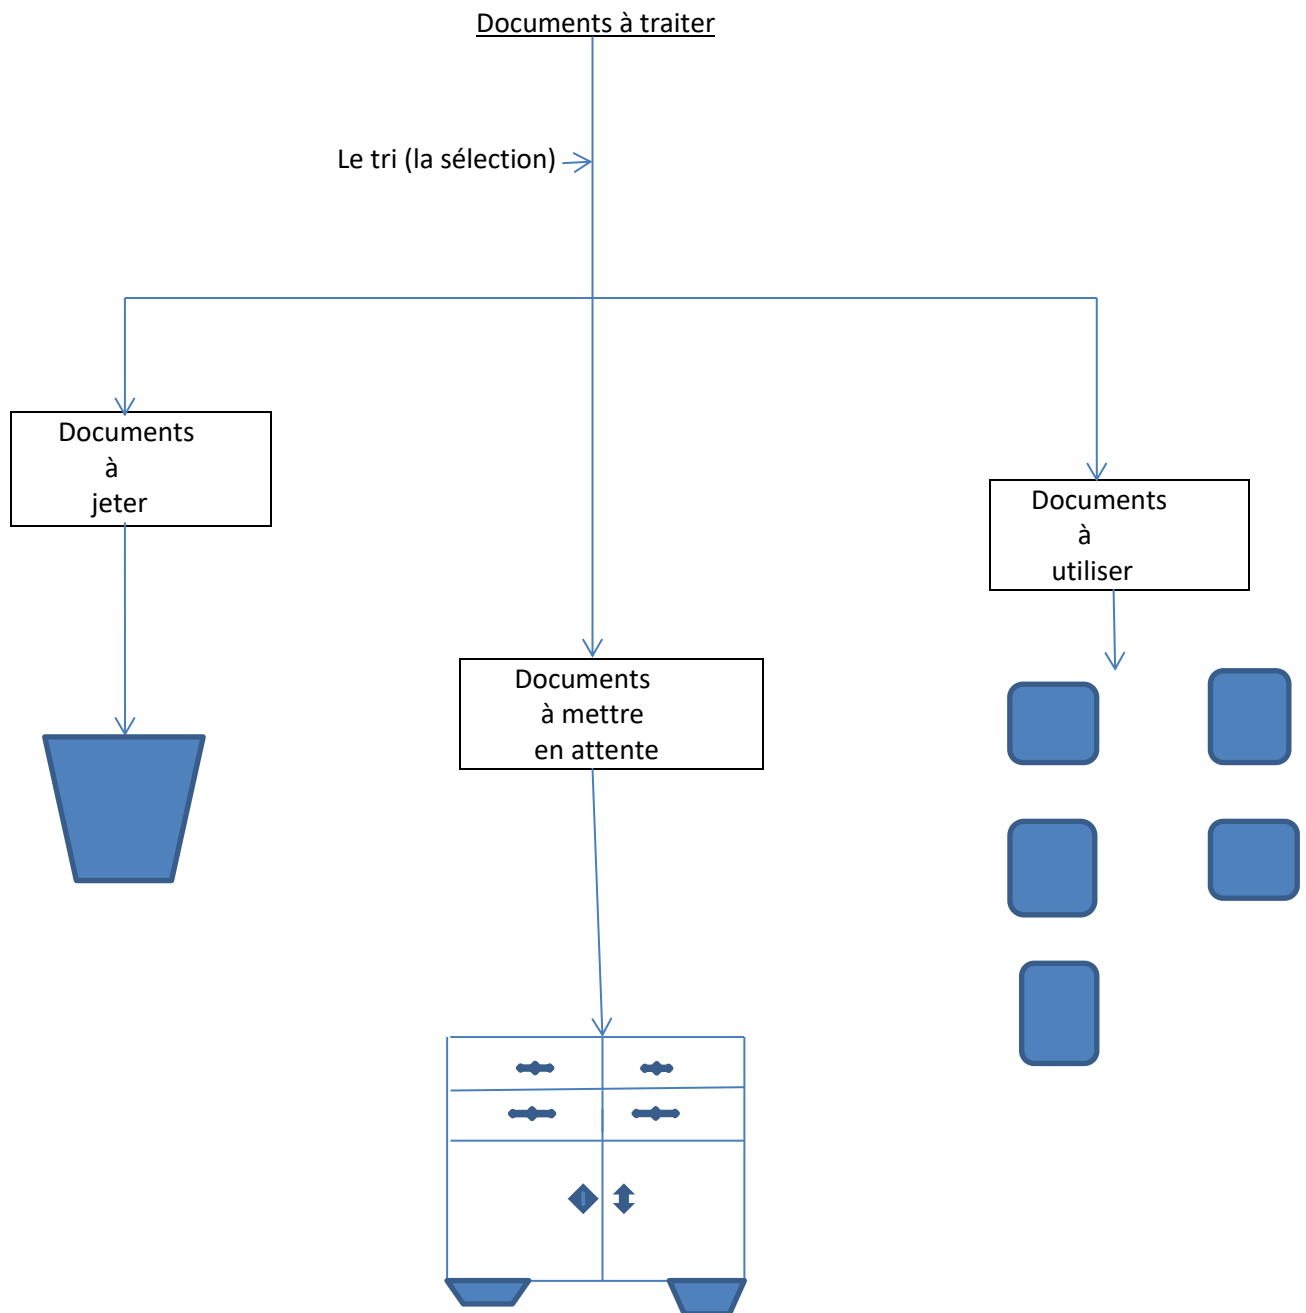 Documents à traiter
Le tri (la sélection)
Documents
à
jeter
Documents
à
utiliser
Documents
à mettre
en attente